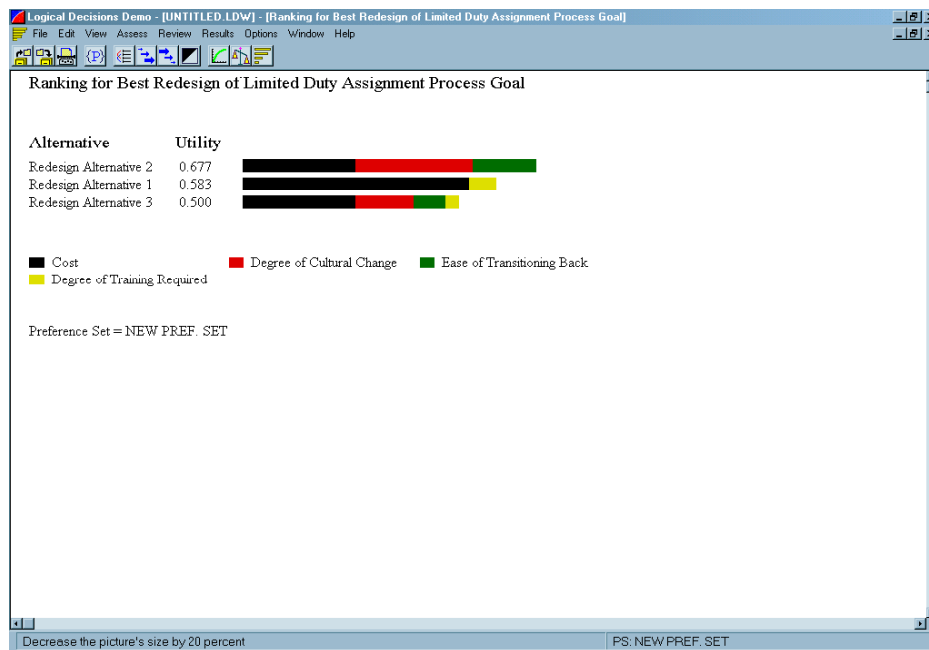 Logical Decisions Demo - [UNTITLED.LDW] - [Ranking for Best Redesign of Limited Duty Assignment Process Goal]
File Edit View Assess Review Results Options Window Help
{P}
Ranking for Best Redesign of Limited Duty Assignment Process Goal
Alternative Utility
Redesign Alternative 2 0.677
Redesign Alternative 1 0.583
Redesign Alternative 3 0.500
Cost Degree of Cultural Change Ease of Transitioning Back
Degree of Training Required
Preference Set = NEW PREF. SET
Decrease the picture's size by 20 percent PS: NEW PREF. SET